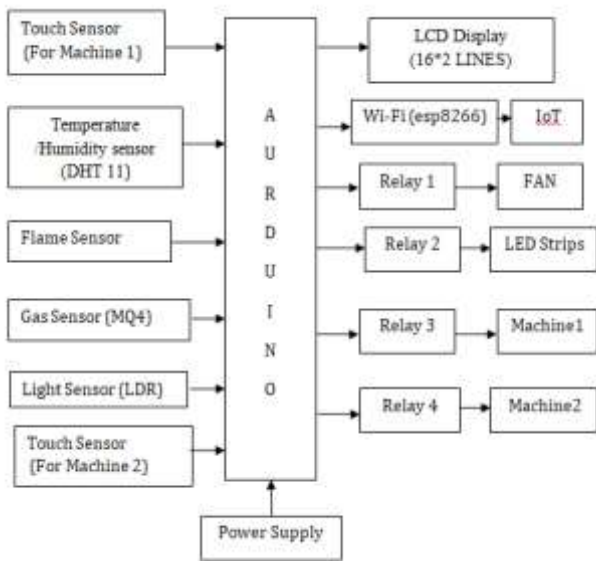 Touch Sensor
(For Machine 1)
Temperature
/Humidity sensor
(DHT 11)
Flame Sensor
Gas Sensor (MQ4)
Light Sensor (LDR)
Touch Sensor
(For Machine 2)
A
U
R
D
U
I
N
O
Power Supply
LCD Display
(16*2 LINES)
Wi-Fi (esp8266)
IoT
Relay 1
FAN
Relay 2
LED Strips
Relay 3
Machine1
Relay 4
Machine2